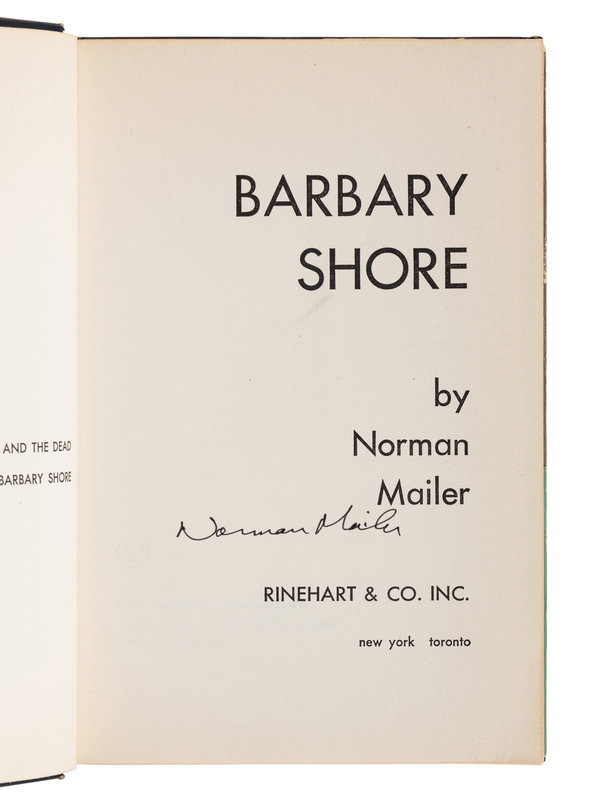 AND THE DEAD
BARBARY SHORE
BARBARY
SHORE
by
Norman
Mailer
Norman Mailer
RINEHART & CO. INC.
new york toronto